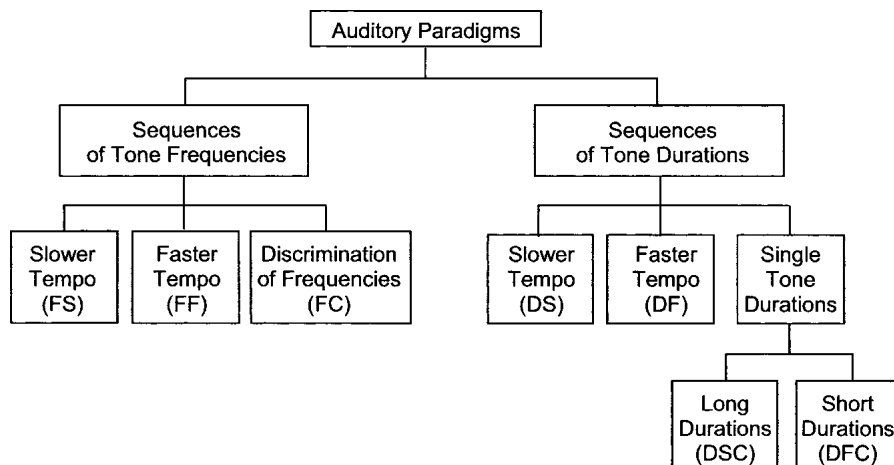 Auditory Paradigms
Sequences
of Tone Frequencies
Sequences
of Tone Durations
Slower
Tempo
(FS)
Faster
Tempo
(FF)
Discrimination
of Frequencies
(FC)
Slower
Tempo
(DS)
Faster
Tempo
(DF)
Single
Tone
Durations
Long
Durations
(DSC)
Short
Durations
(DFC)